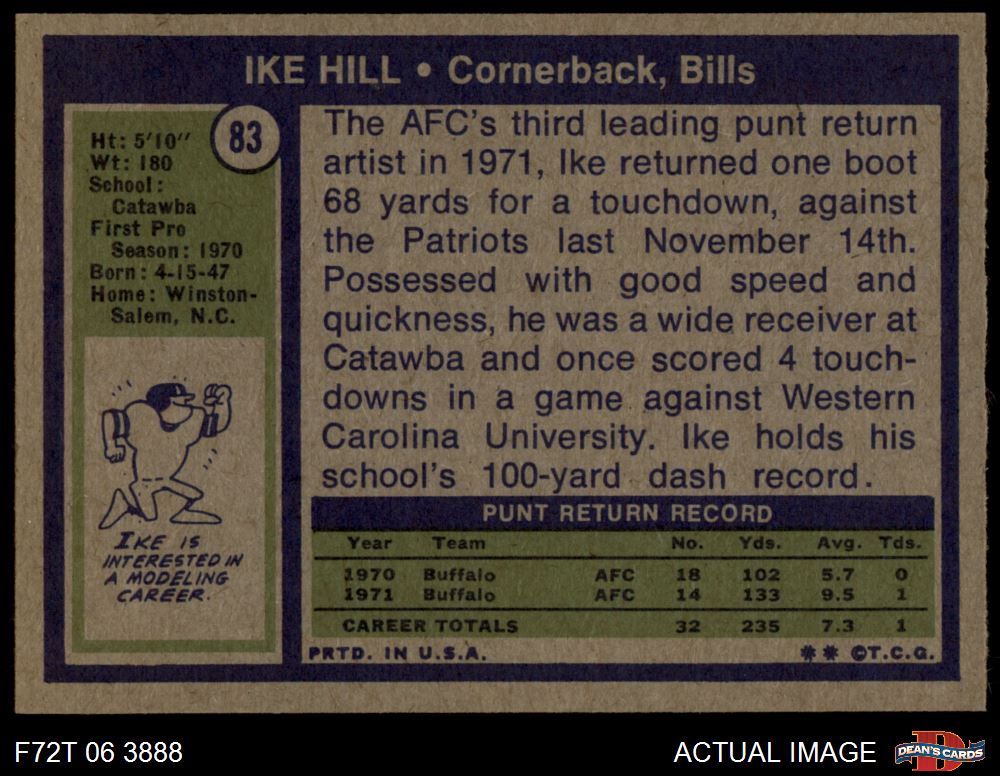 IKE HILL • Cornerback, Bills
83
Ht: 5'10''
Wt: 180
School:
Catawba
First Pro
Season: 1970
Born: 4-15-47
Home: Winston-
Salem, N.C.
IKE IS
INTERESTED IN
A MODELING
CAREER.
The AFC's third leading punt return
artist in 1971, Ike returned one boot
68 yards for a touchdown, against
the Patriots last November 14th.
Possessed with good speed and
quickness, he was a wide receiver at
Catawba and once scored 4 touch-
downs in a game against Western
Carolina University. Ike holds his
school's 100-yard dash record.
PUNT RETURN RECORD
Year Team No. Yds. Avg. Tds.
1970 Buffalo AFC 18 102 5.7 0
1971 Buffalo AFC 14 133 9.5 1
CAREER TOTALS 32 235 7.3 1
PRTD. IN U.S.A. ** ©T.C.G.
F72T 06 3888 ACTUAL IMAGE DEAN'S CARDS